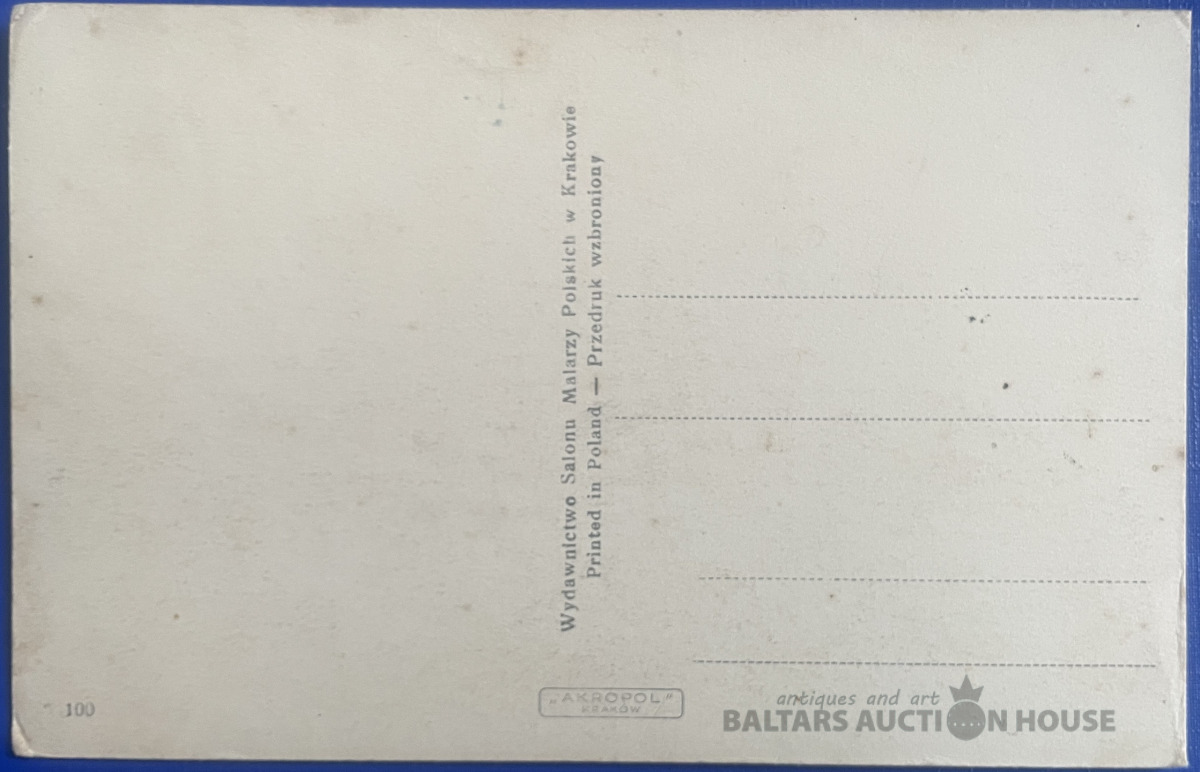 Wydawnictwo Salonu Malarzy Polskich w Krakowie
Printed in Poland — Przedruk wzbroniony
100
„AKROPOL"
KRAKÓW
antiques and art
BALTARS AUCTION HOUSE